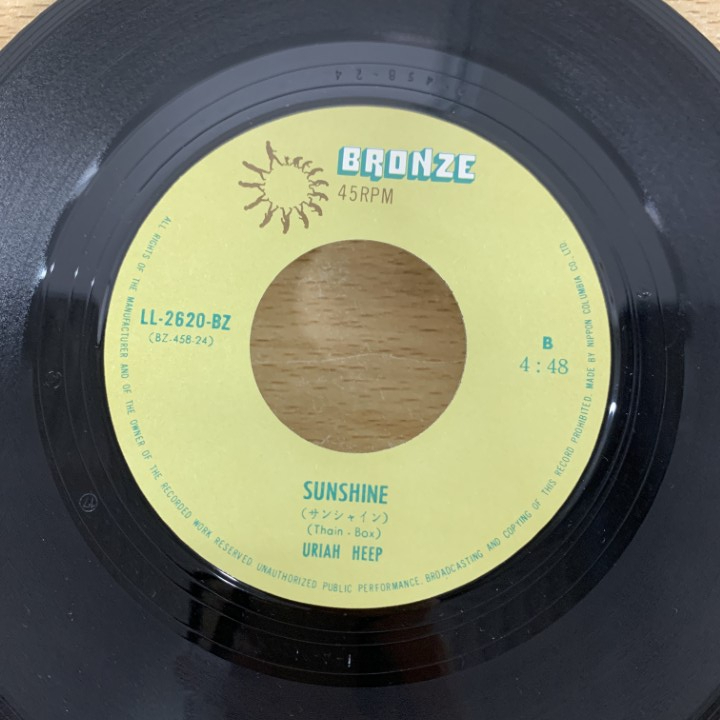 BRONZE
45RPM
LL-2620-BZ
(BZ-458-24)
B
4:48
SUNSHINE
(サンシャイン)
(Thain - Box)
URIAH HEEP
ALL RIGHTS OF THE MANUFACTURER AND OF THE OWNER OF THE RECORDED WORK RESERVED UNAUTHORIZED PUBLIC PERFORMANCE, BROADCASTING AND COPYING OF THIS RECORD PROHIBITED. MADE BY NIPPON COLUMBIA CO. LTD.